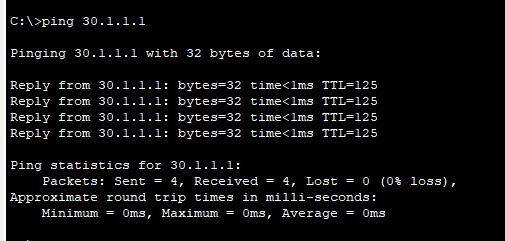 C:\>ping 30.1.1.1
Pinging 30.1.1.1 with 32 bytes of data:
Reply from 30.1.1.1: bytes=32 time<1ms TTL=125
Reply from 30.1.1.1: bytes=32 time<1ms TTL=125
Reply from 30.1.1.1: bytes=32 time<1ms TTL=125
Reply from 30.1.1.1: bytes=32 time<1ms TTL=125
Ping statistics for 30.1.1.1:
Packets: Sent = 4, Received = 4, Lost = 0 (0% loss),
Approximate round trip times in milli-seconds:
Minimum = 0ms, Maximum = 0ms, Average = 0ms